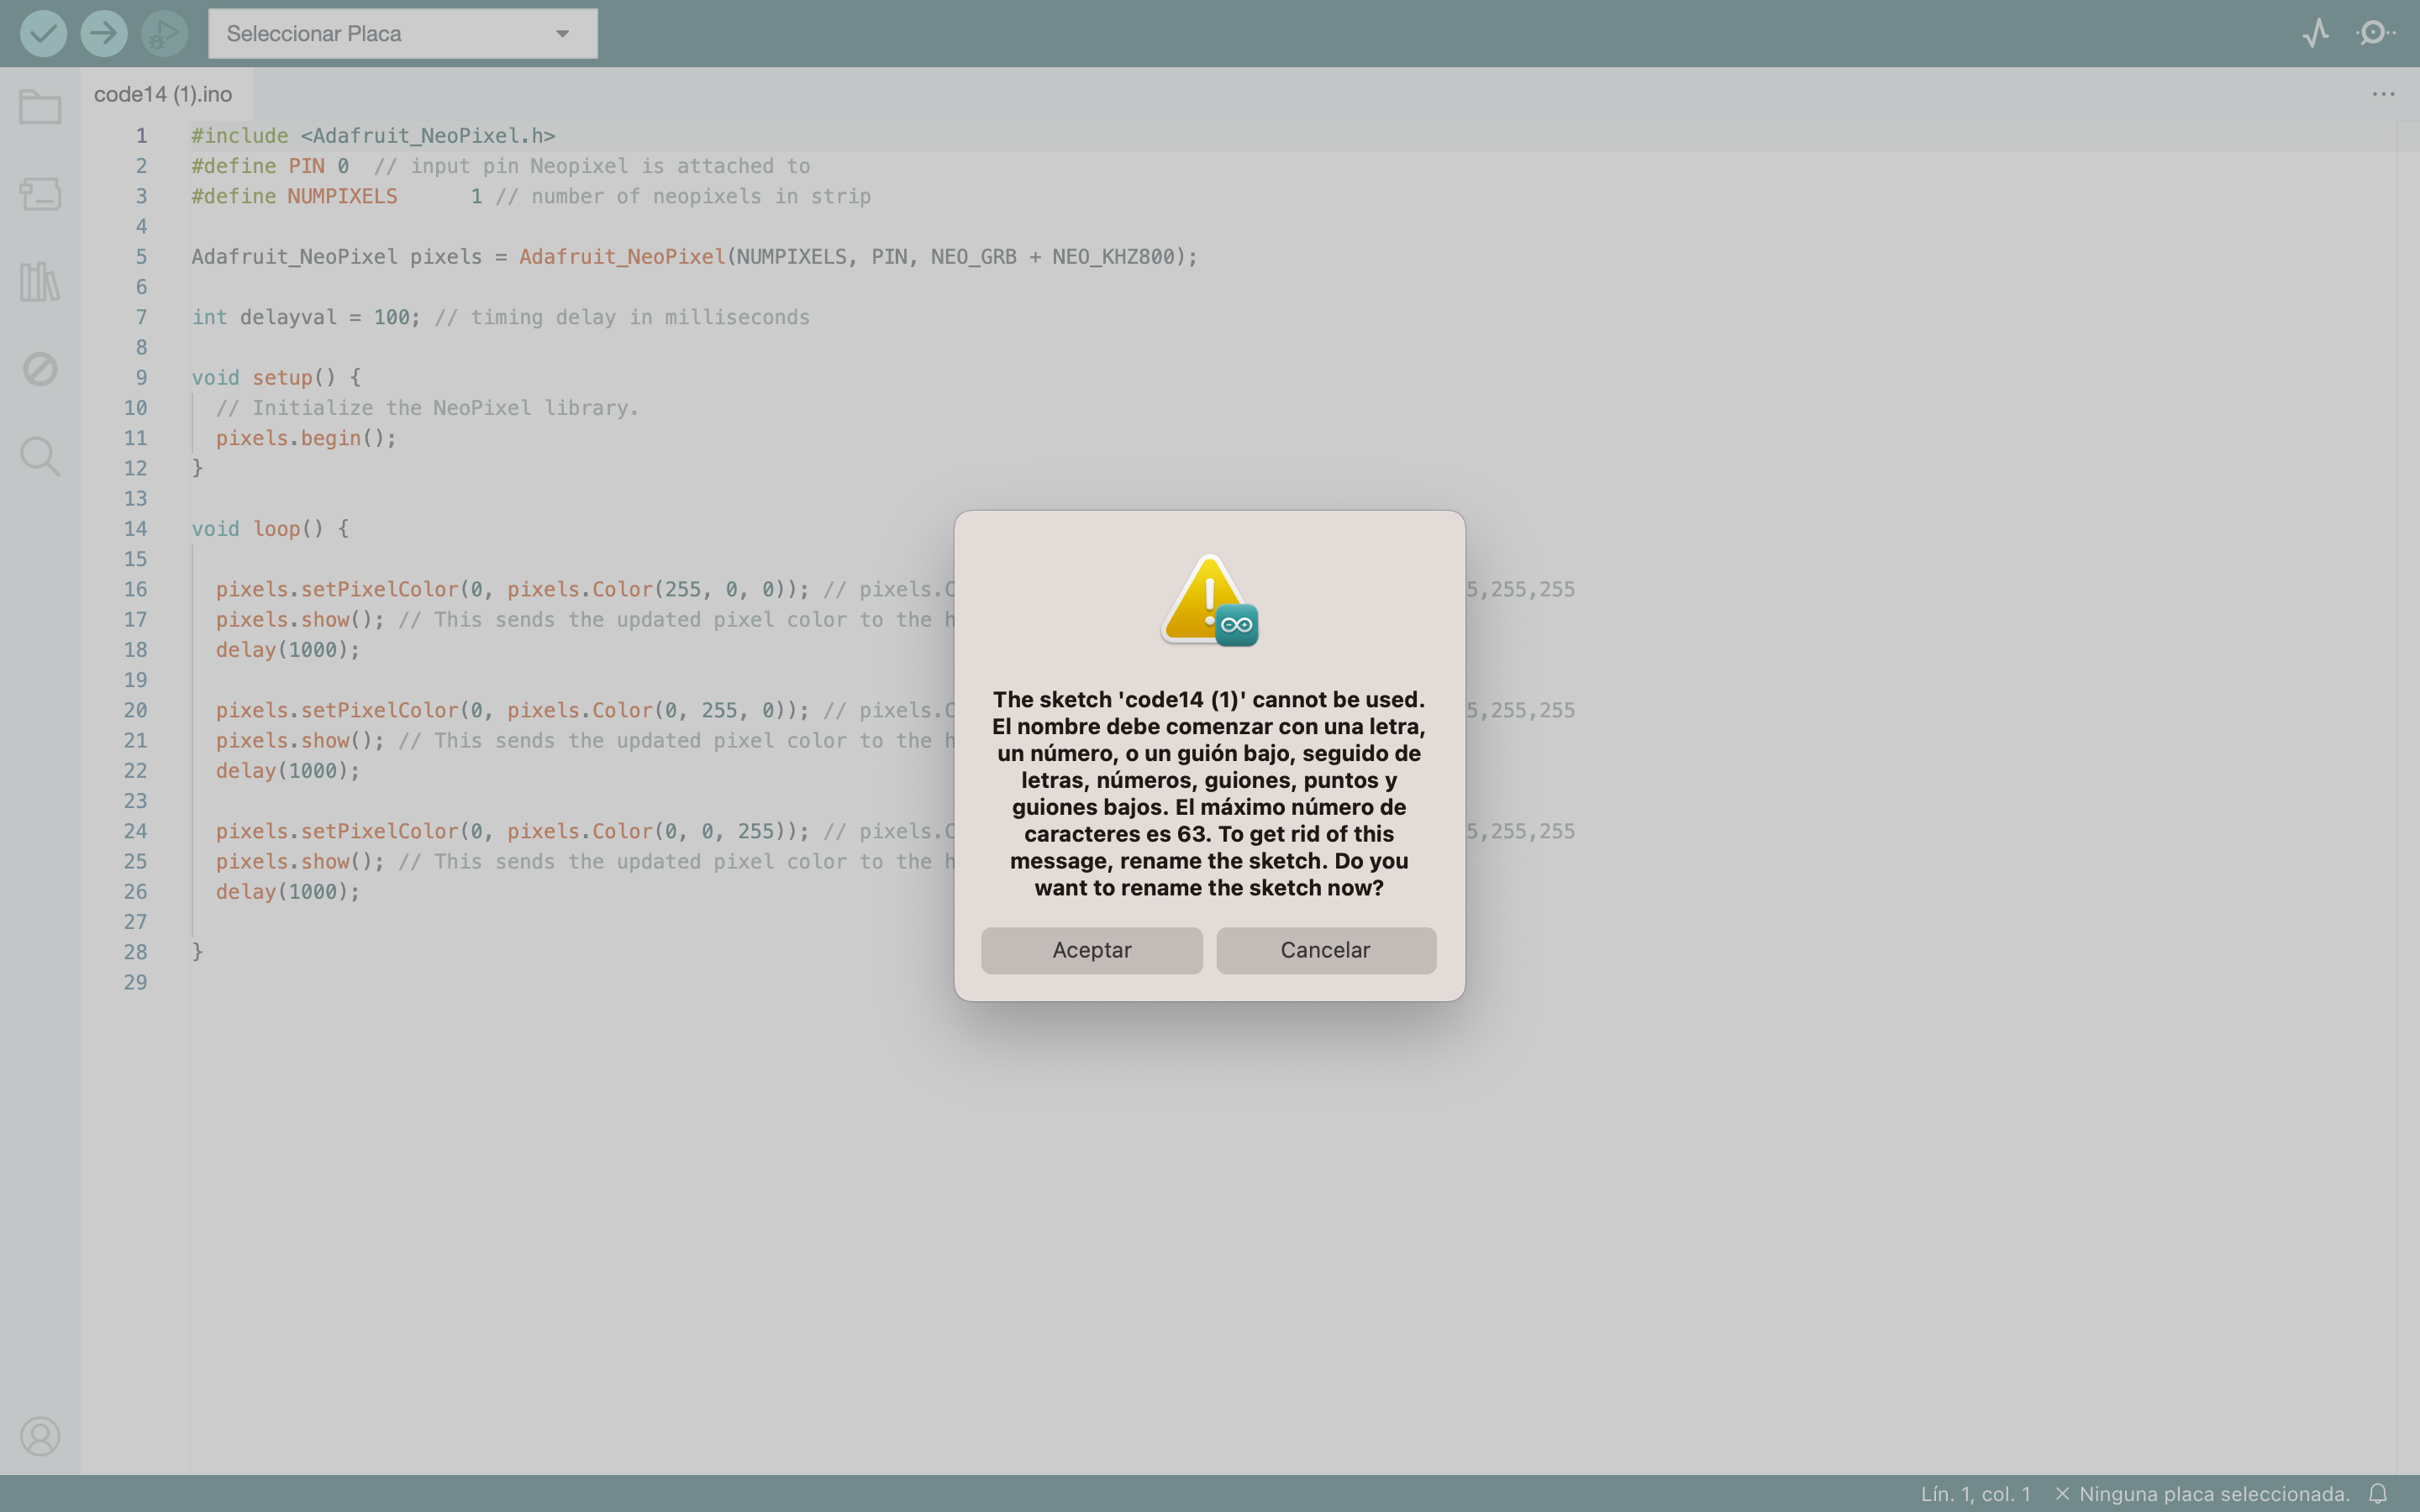 Seleccionar Placa
code14 (1).ino
1 #include <Adafruit_NeoPixel.h>
2 #define PIN 0  // input pin Neopixel is attached to
3 #define NUMPIXELS      1 // number of neopixels in strip
4
5 Adafruit_NeoPixel pixels = Adafruit_NeoPixel(NUMPIXELS, PIN, NEO_GRB + NEO_KHZ800);
6
7 int delayval = 100; // timing delay in milliseconds
8
9 void setup() {
10   // Initialize the NeoPixel library.
11   pixels.begin();
12 }
13
14 void loop() {
15
16   pixels.setPixelColor(0, pixels.Color(255, 0, 0)); // pixels.C 5,255,255
17   pixels.show(); // This sends the updated pixel color to the h
18   delay(1000);
19
20   pixels.setPixelColor(0, pixels.Color(0, 255, 0)); // pixels.C 5,255,255
21   pixels.show(); // This sends the updated pixel color to the h
22   delay(1000);
23
24   pixels.setPixelColor(0, pixels.Color(0, 0, 255)); // pixels.C 5,255,255
25   pixels.show(); // This sends the updated pixel color to the h
26   delay(1000);
27
28 }
29
The sketch 'code14 (1)' cannot be used.
El nombre debe comenzar con una letra,
un número, o un guión bajo, seguido de
letras, números, guiones, puntos y
guiones bajos. El máximo número de
caracteres es 63. To get rid of this
message, rename the sketch. Do you
want to rename the sketch now?
Aceptar
Cancelar
Lín. 1, col. 1
Ninguna placa seleccionada.